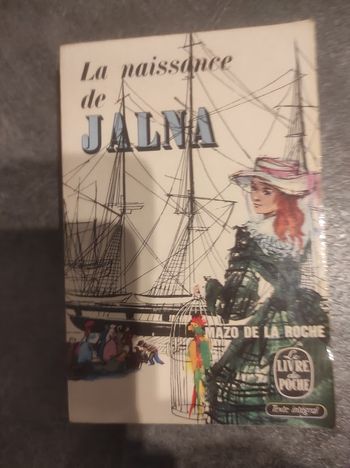 La naissance
de
JALNA
MAZO DE LA ROCHE
Le
LIVRE
de
POCHE
Texte intégral